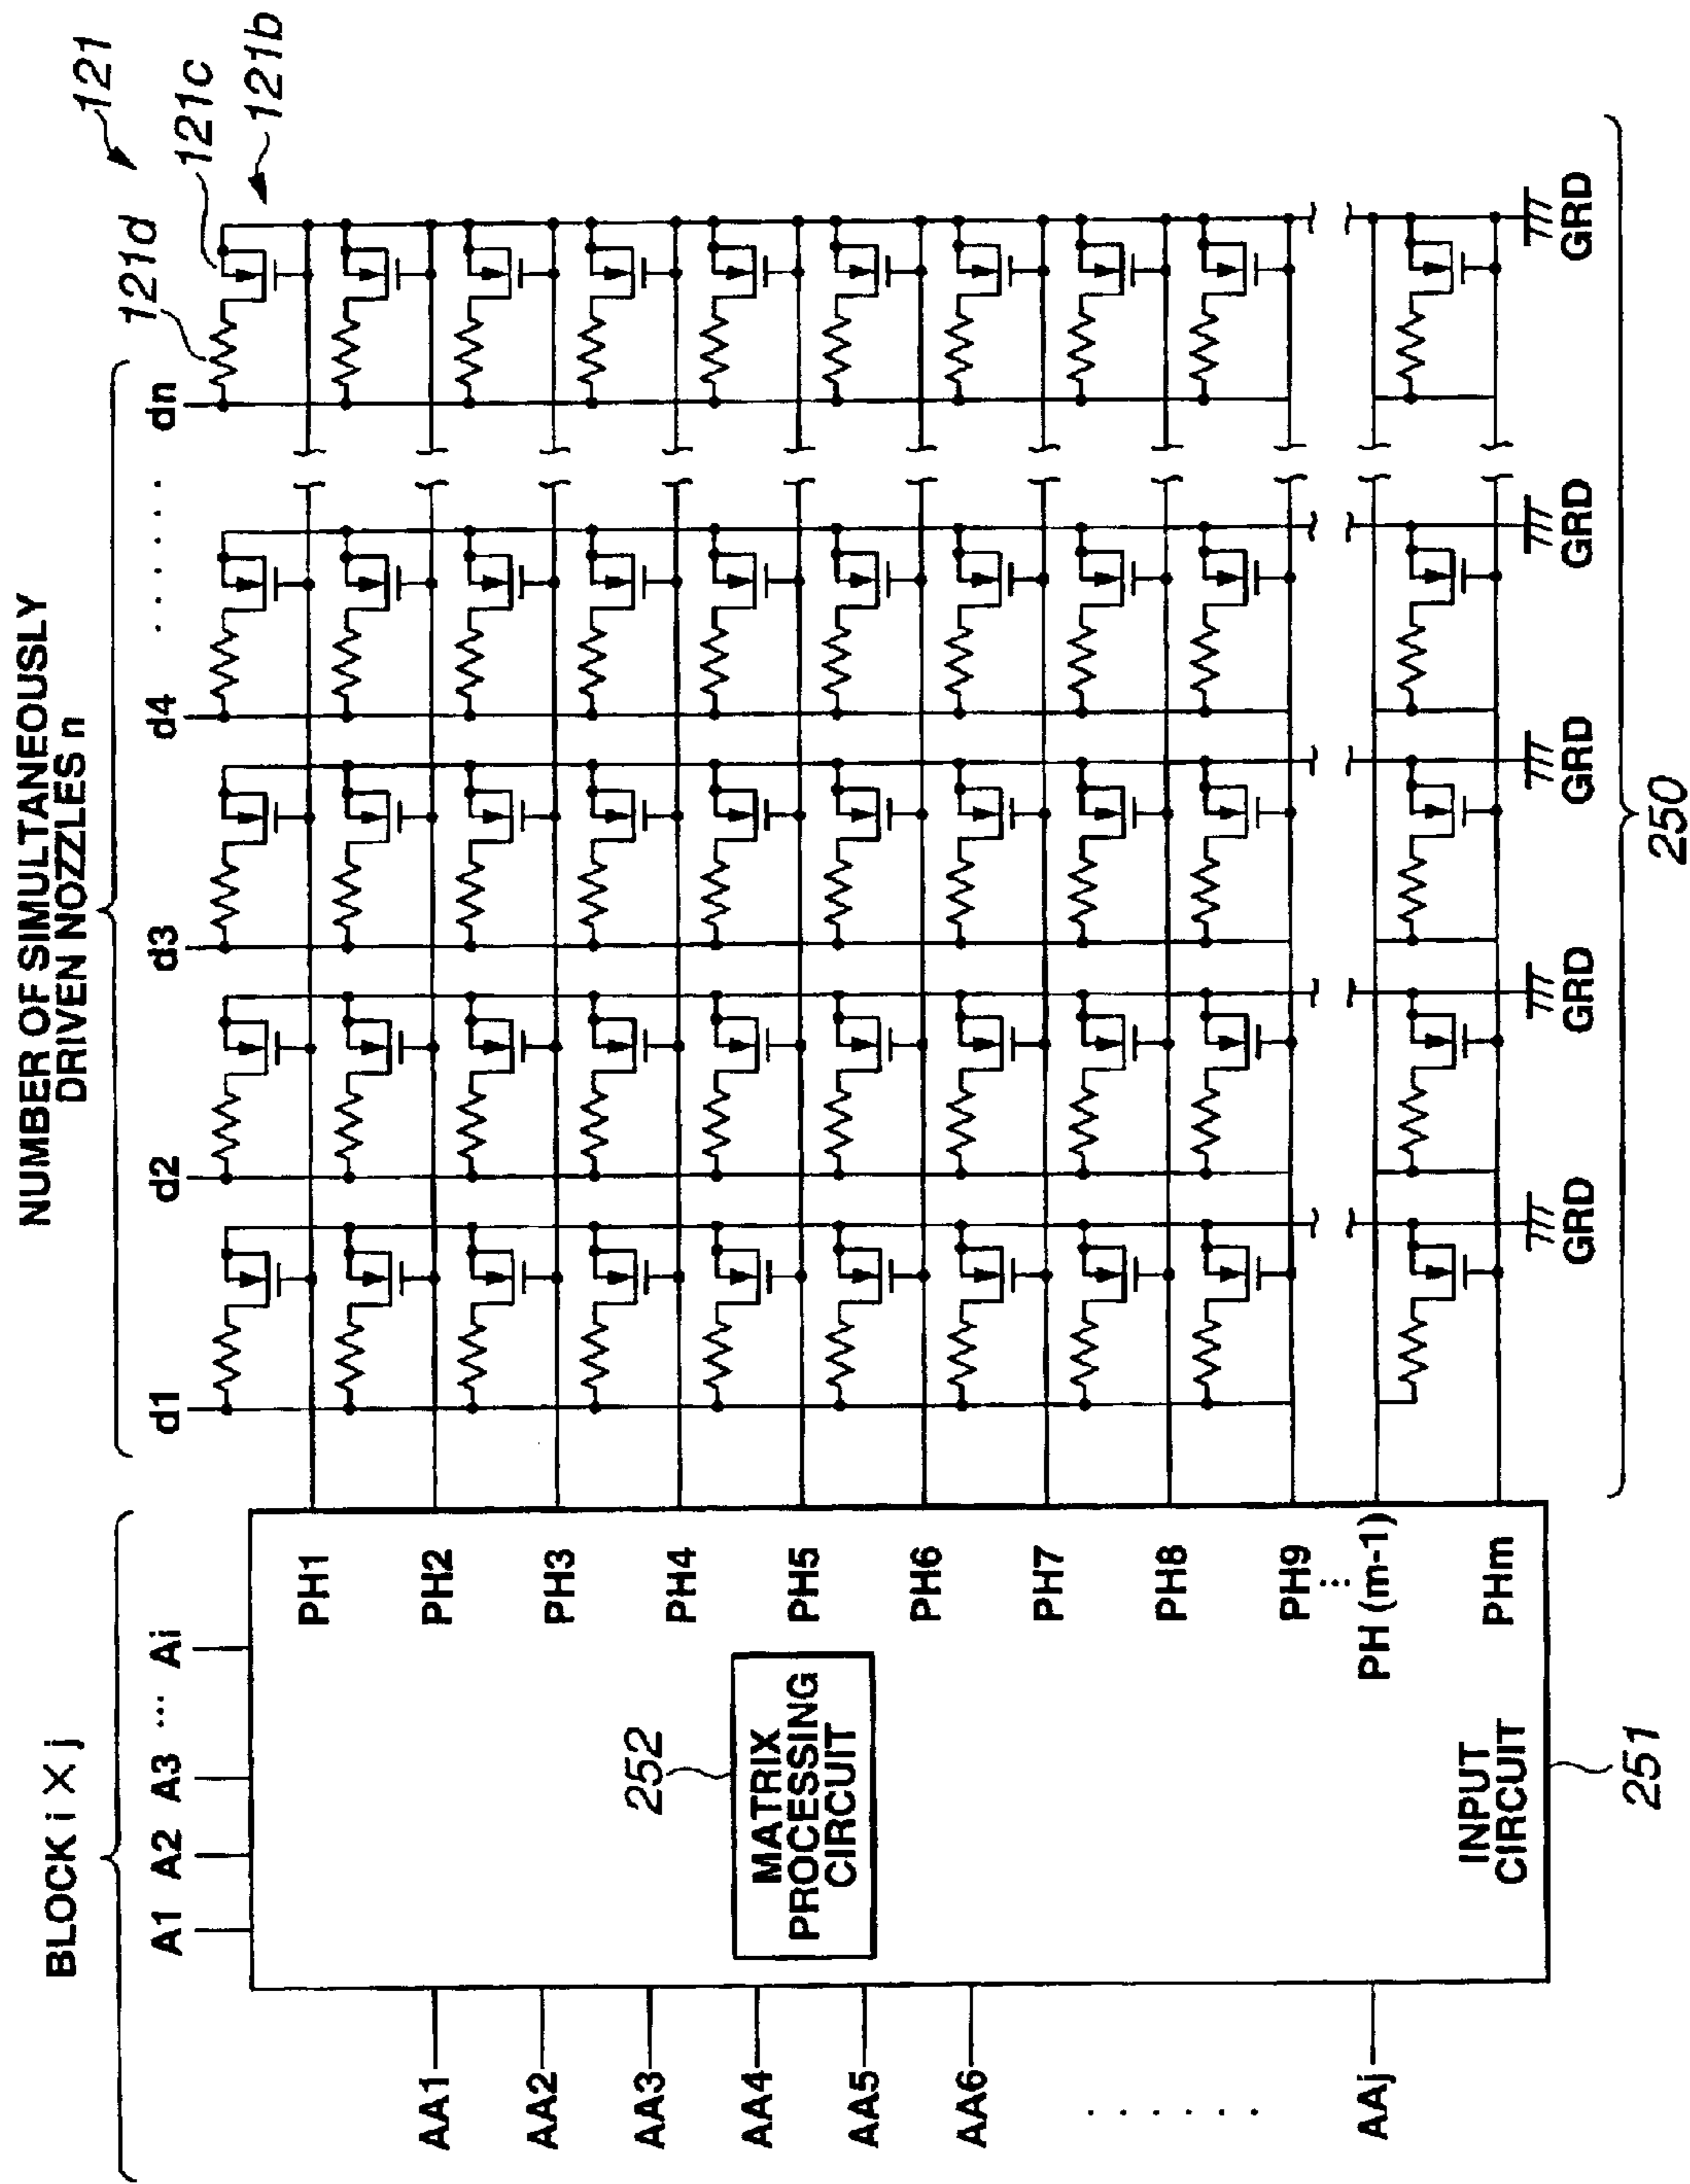 BLOCK i X j
A1 A2 A3 ... Ai
NUMBER OF SIMULTANEOUSLY
DRIVEN NOZZLES n
d1 d2 d3 d4 ...... dn
121
121d
121c
121b
AA1
AA2
AA3
AA4
AA5
AA6
......
AAj
252
MATRIX
PROCESSING
CIRCUIT
INPUT
CIRCUIT
251
PH1
PH2
PH3
PH4
PH5
PH6
PH7
PH8
PH9
...
PH (m-1)
PHm
GRD GRD GRD GRD GRD
250